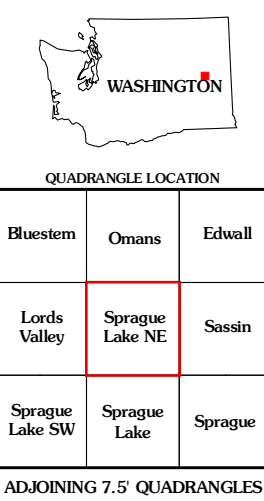 WASHINGTON
QUADRANGLE LOCATION
Bluestem
Omans
Edwall
Lords
Valley
Sprague
Lake NE
Sassin
Sprague
Lake SW
Sprague
Lake
Sprague
ADJOINING 7.5' QUADRANGLES